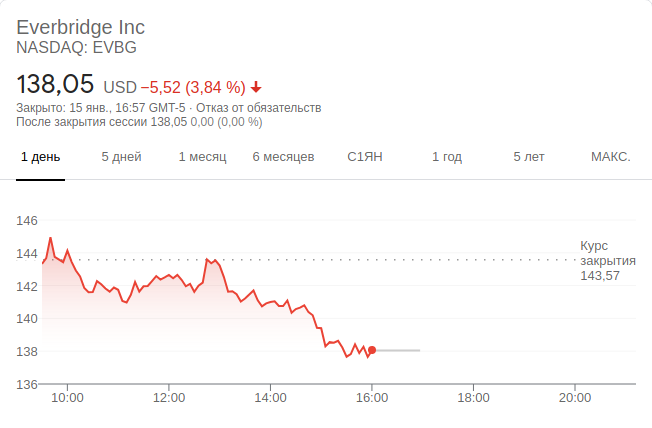 Everbridge Inc
NASDAQ: EVBG
138,05 USD −5,52 (3,84 %)
Закрыто: 15 янв., 16:57 GMT-5 · Отказ от обязательств
После закрытия сессии 138,05 0,00 (0,00 %)
1 день 5 дней 1 месяц 6 месяцев С1ЯН 1 год 5 лет МАКС.
146
144
142
140
138
136
Курс
закрытия
143,57
10:00 12:00 14:00 16:00 18:00 20:00